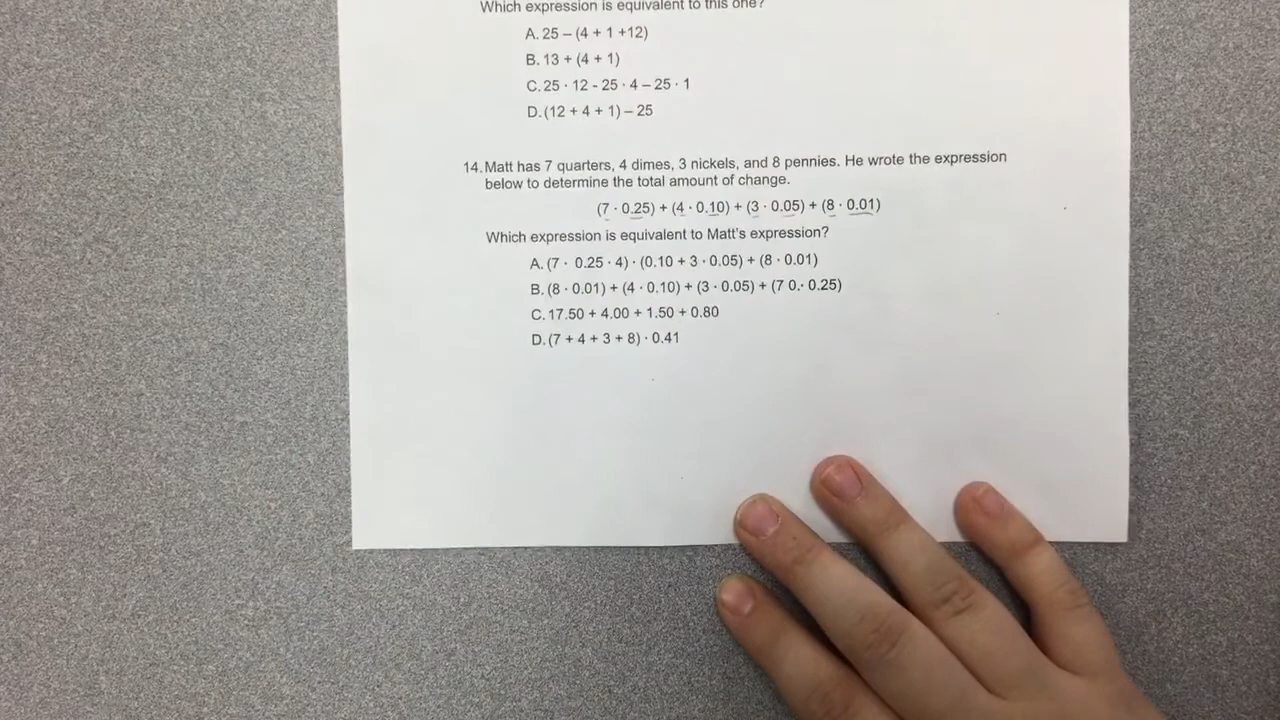 Which expression is equivalent to this one?
A. 25 – (4 + 1 +12)
B. 13 + (4 + 1)
C. 25 · 12 - 25 · 4 – 25 · 1
D. (12 + 4 + 1) – 25
14. Matt has 7 quarters, 4 dimes, 3 nickels, and 8 pennies. He wrote the expression
below to determine the total amount of change.
(7 · 0.25) + (4 · 0.10) + (3 · 0.05) + (8 · 0.01)
Which expression is equivalent to Matt's expression?
A. (7 · 0.25 · 4) · (0.10 + 3 · 0.05) + (8 · 0.01)
B. (8 · 0.01) + (4 · 0.10) + (3 · 0.05) + (7 0.· 0.25)
C. 17.50 + 4.00 + 1.50 + 0.80
D. (7 + 4 + 3 + 8) · 0.41